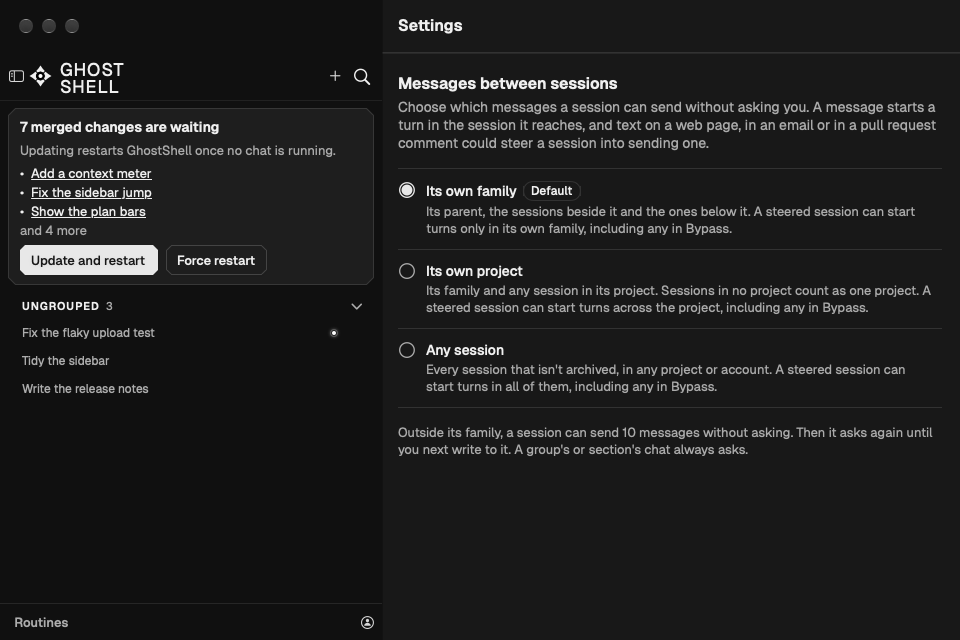 GHOST
SHELL
7 merged changes are waiting
Updating restarts GhostShell once no chat is running.
• Add a context meter
• Fix the sidebar jump
• Show the plan bars
and 4 more
Update and restart
Force restart
UNGROUPED 3
Fix the flaky upload test
Tidy the sidebar
Write the release notes
Routines
Settings
Messages between sessions
Choose which messages a session can send without asking you. A message starts a
turn in the session it reaches, and text on a web page, in an email or in a pull request
comment could steer a session into sending one.
Its own family Default
Its parent, the sessions beside it and the ones below it. A steered session can start
turns only in its own family, including any in Bypass.
Its own project
Its family and any session in its project. Sessions in no project count as one project. A
steered session can start turns across the project, including any in Bypass.
Any session
Every session that isn't archived, in any project or account. A steered session can
start turns in all of them, including any in Bypass.
Outside its family, a session can send 10 messages without asking. Then it asks again until
you next write to it. A group's or section's chat always asks.